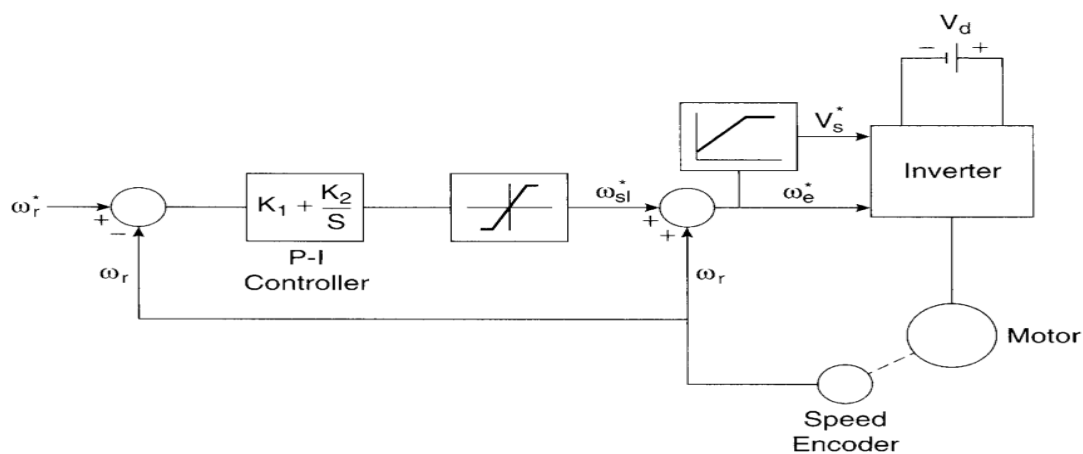 V_d
− +
V_s^*
Inverter
ω_r^*
+
−
K_1 + K_2/S
ω_sl^*
+
+
ω_e^*
P-I
Controller
ω_r
ω_r
Motor
Speed
Encoder